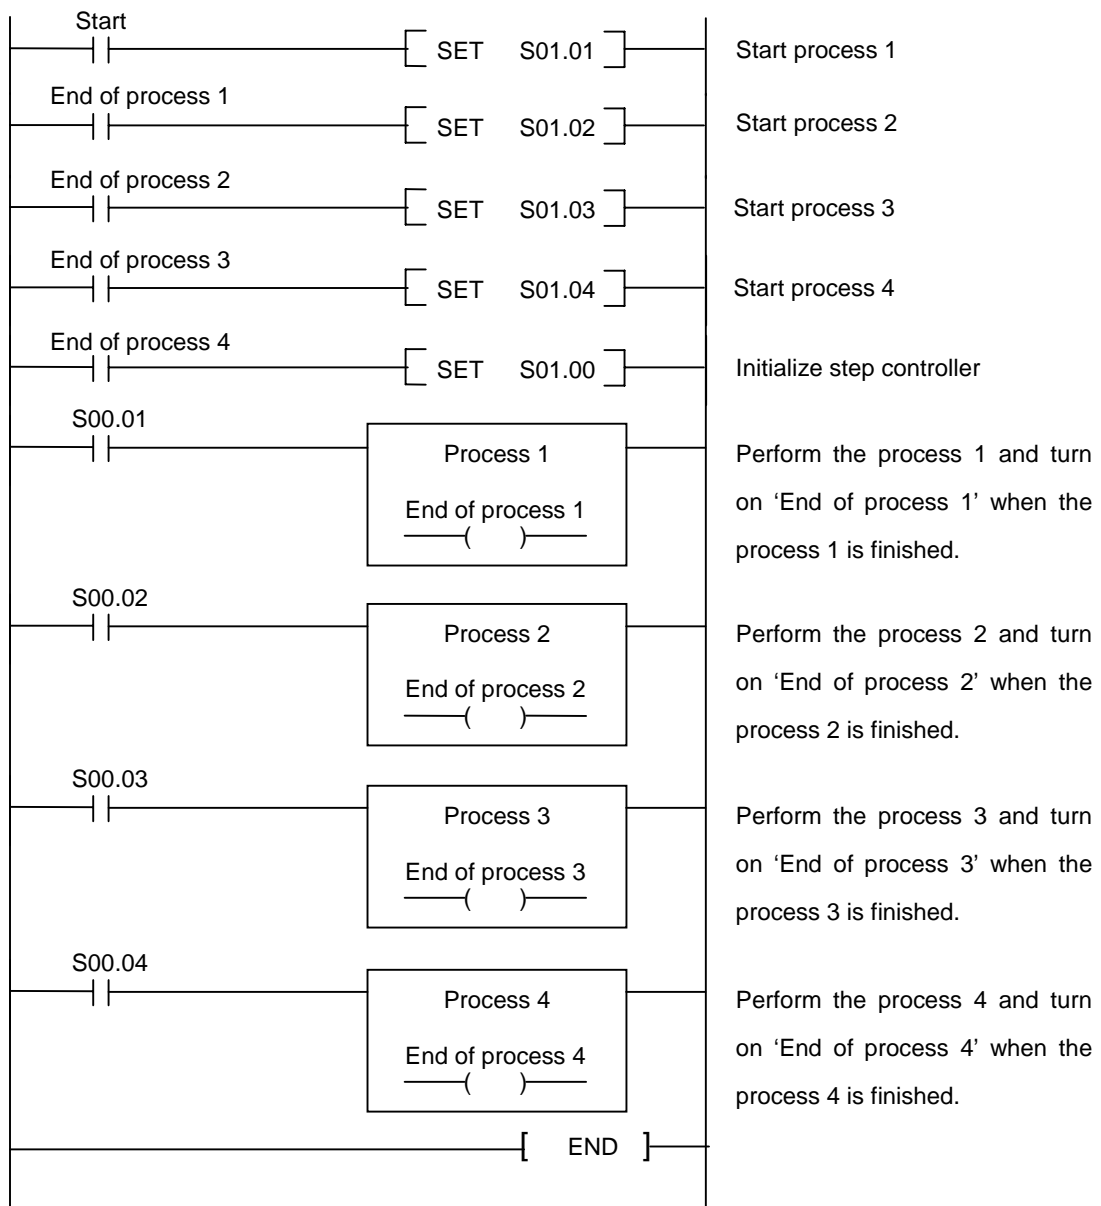 Start
SET S01.01 Start process 1
End of process 1
SET S01.02 Start process 2
End of process 2
SET S01.03 Start process 3
End of process 3
SET S01.04 Start process 4
End of process 4
SET S01.00 Initialize step controller
S00.01
Process 1
End of process 1
( )
Perform the process 1 and turn
on ‘End of process 1’ when the
process 1 is finished.
S00.02
Process 2
End of process 2
( )
Perform the process 2 and turn
on ‘End of process 2’ when the
process 2 is finished.
S00.03
Process 3
End of process 3
( )
Perform the process 3 and turn
on ‘End of process 3’ when the
process 3 is finished.
S00.04
Process 4
End of process 4
( )
Perform the process 4 and turn
on ‘End of process 4’ when the
process 4 is finished.
[ END ]